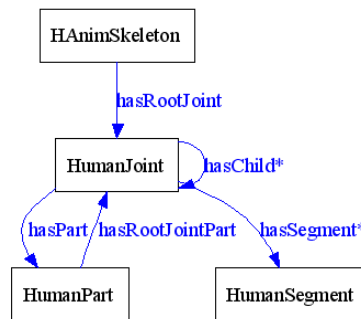 HAnimSkeleton
hasRootJoint
HumanJoint
hasChild*
hasPart
hasRootJointPart
hasSegment*
HumanPart
HumanSegment